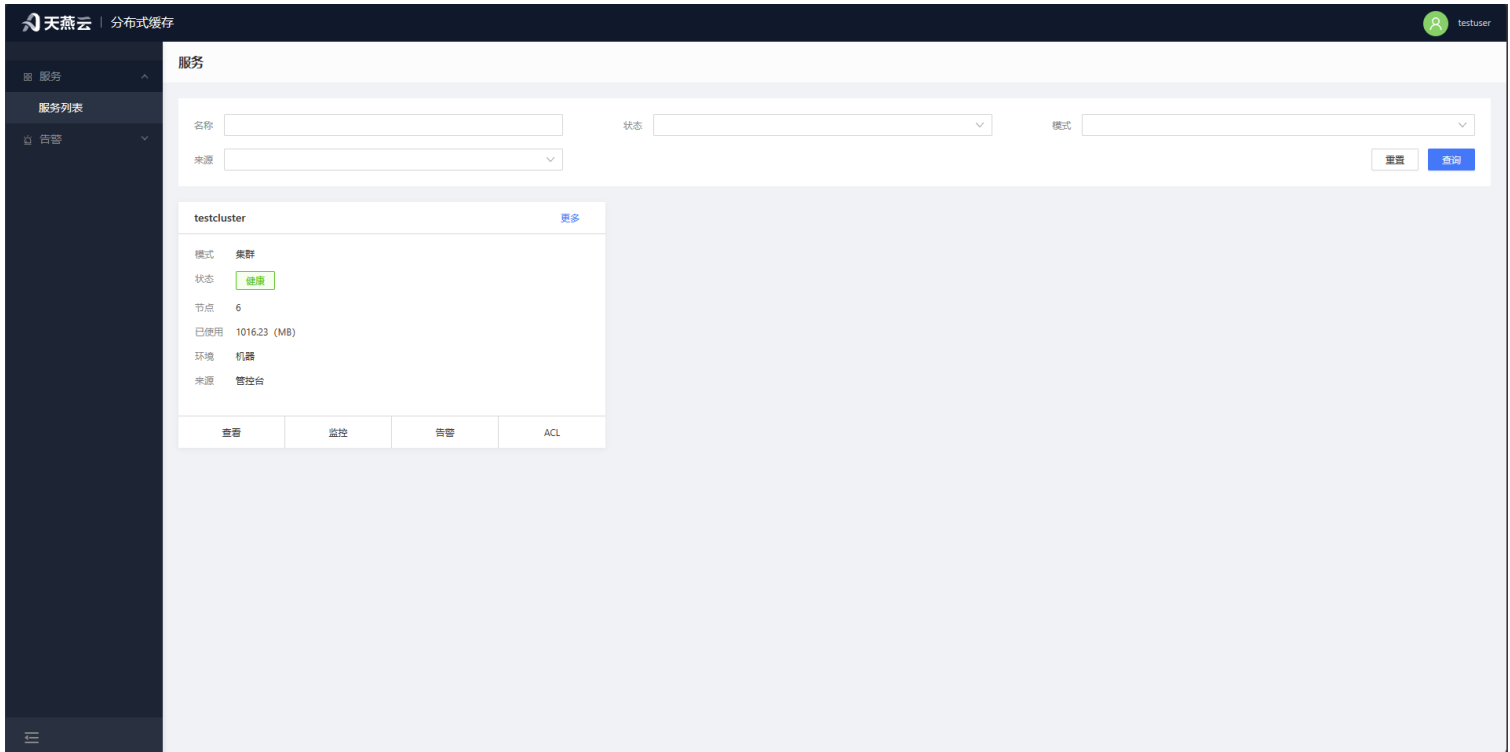 天燕云 | 分布式缓存
testuser
服务
服务列表
告警
服务
名称
状态
模式
来源
重置
查询
testcluster
更多
模式 集群
状态 健康
节点 6
已使用 1016.23 (MB)
环境 机器
来源 管控台
查看
监控
告警
ACL